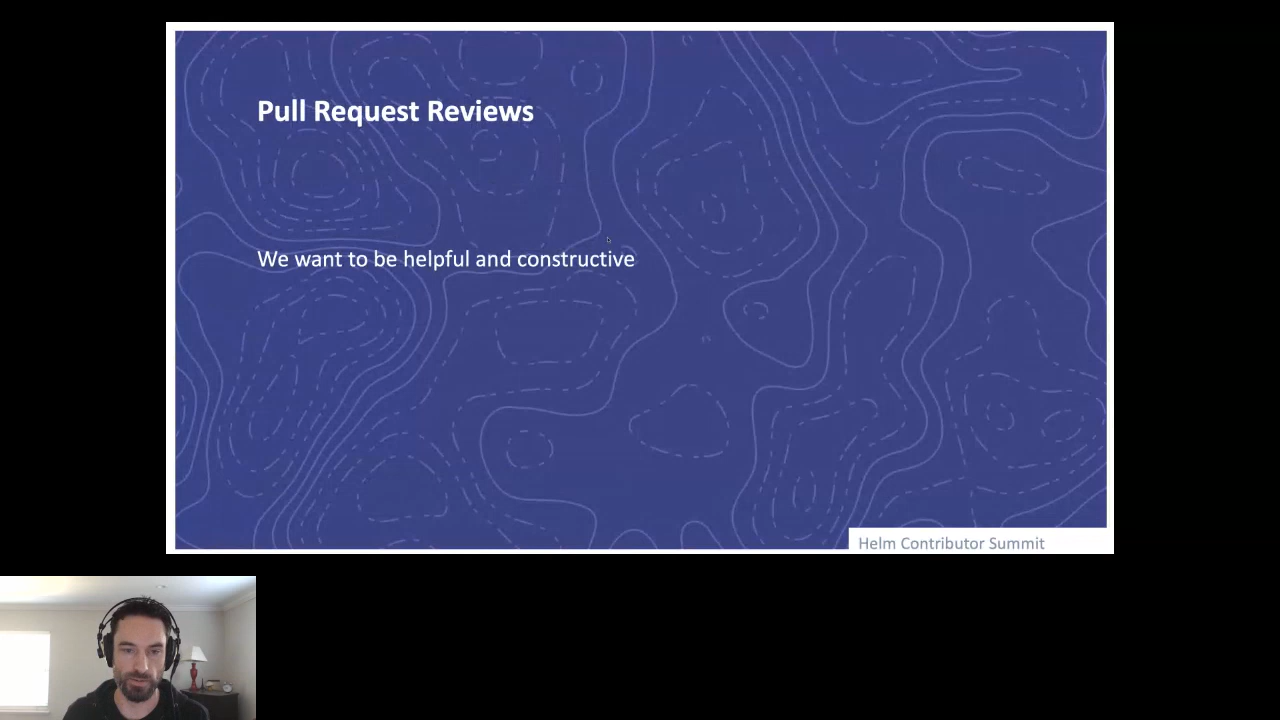 Pull Request Reviews
We want to be helpful and constructive
Helm Contributor Summit